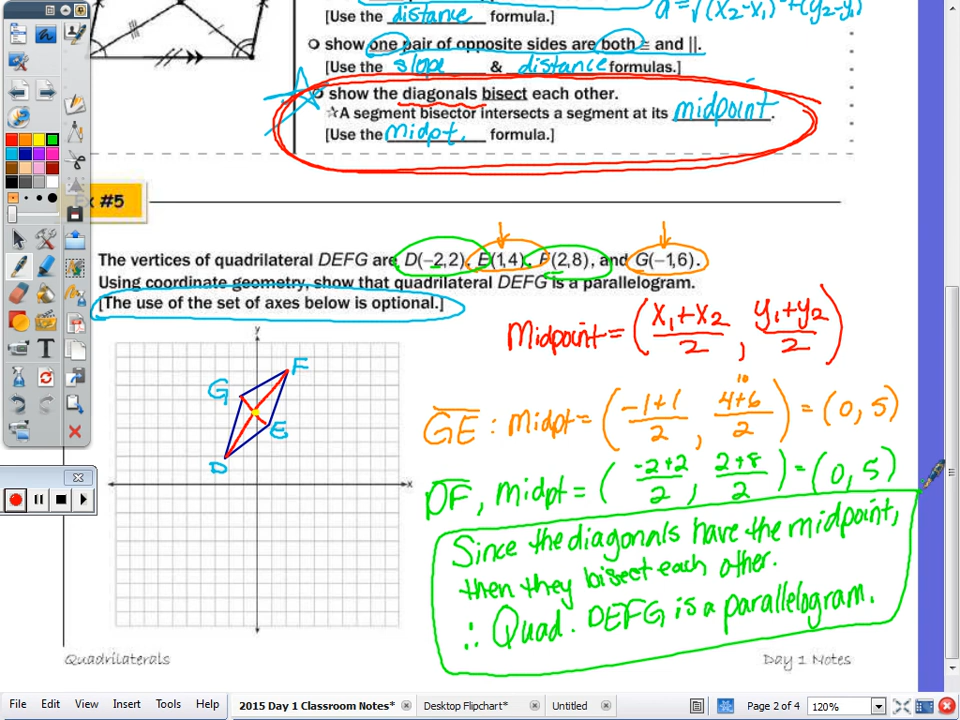 [Use the distance formula.]
d = √(x₂-x₁)²+(y₂-y₁)
show one pair of opposite sides are both ≅ and ||.
[Use the slope & distance formulas.]
show the diagonals bisect each other.
☆A segment bisector intersects a segment at its midpoint.
[Use the midpt. formula.]
Ex #5
The vertices of quadrilateral DEFG are D(−2,2), E(1,4), F(2,8), and G(−1,6).
Using coordinate geometry, show that quadrilateral DEFG is a parallelogram.
[The use of the set of axes below is optional.]
Midpoint = (x₁+x₂/2, y₁+y₂/2)
y
F
G
E
D
x
GE: midpt = (-1+1/2, 4+6/2) = (0, 5)
10
DF, midpt = (-2+2/2, 2+8/2) = (0, 5)
Since the diagonals have the midpoint,
then they bisect each other.
∴ Quad. DEFG is a parallelogram.
Quadrilaterals
Day 1 Notes
File Edit View Insert Tools Help 2015 Day 1 Classroom Notes* Desktop Flipchart* Untitled Page 2 of 4 120%